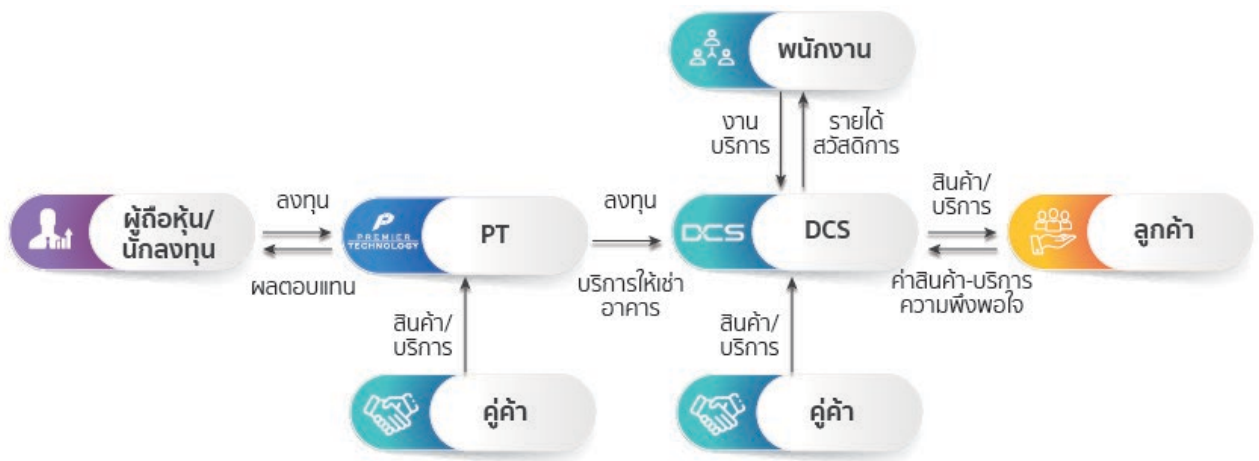 พนักงาน
งาน
บริการ
รายได้
สวัสดิการ
ผู้ถือหุ้น/
นักลงทุน
ลงทุน
ผลตอบแทน
P
PREMIER
TECHNOLOGY
PT
ลงทุน
บริการให้เช่า
อาคาร
DCS
DCS
สินค้า/
บริการ
ค่าสินค้า-บริการ
ความพึงพอใจ
ลูกค้า
สินค้า/
บริการ
สินค้า/
บริการ
คู่ค้า
คู่ค้า